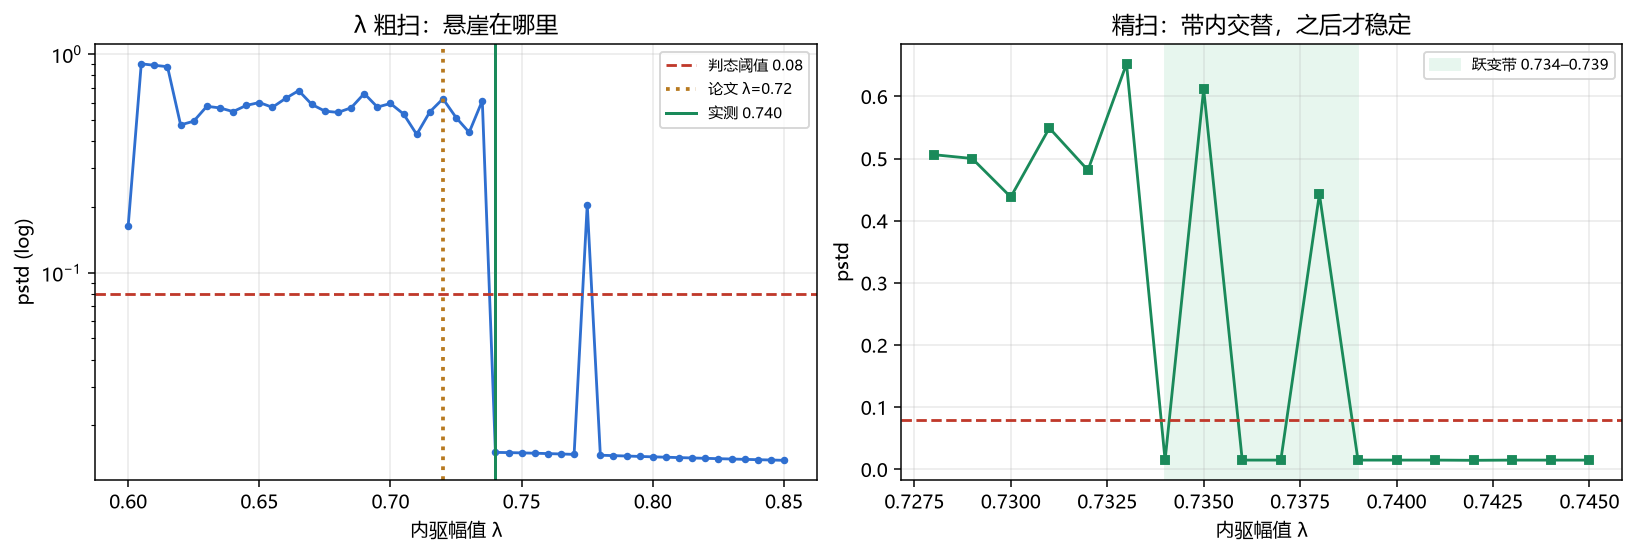 λ 粗扫：悬崖在哪里
pstd (log)
10⁰
10⁻¹
判态阈值 0.08
论文 λ=0.72
实测 0.740
0.60
0.65
0.70
0.75
0.80
0.85
内驱幅值 λ
精扫：带内交替，之后才稳定
pstd
0.6
0.5
0.4
0.3
0.2
0.1
0.0
跃变带 0.734–0.739
0.7275
0.7300
0.7325
0.7350
0.7375
0.7400
0.7425
0.7450
内驱幅值 λ